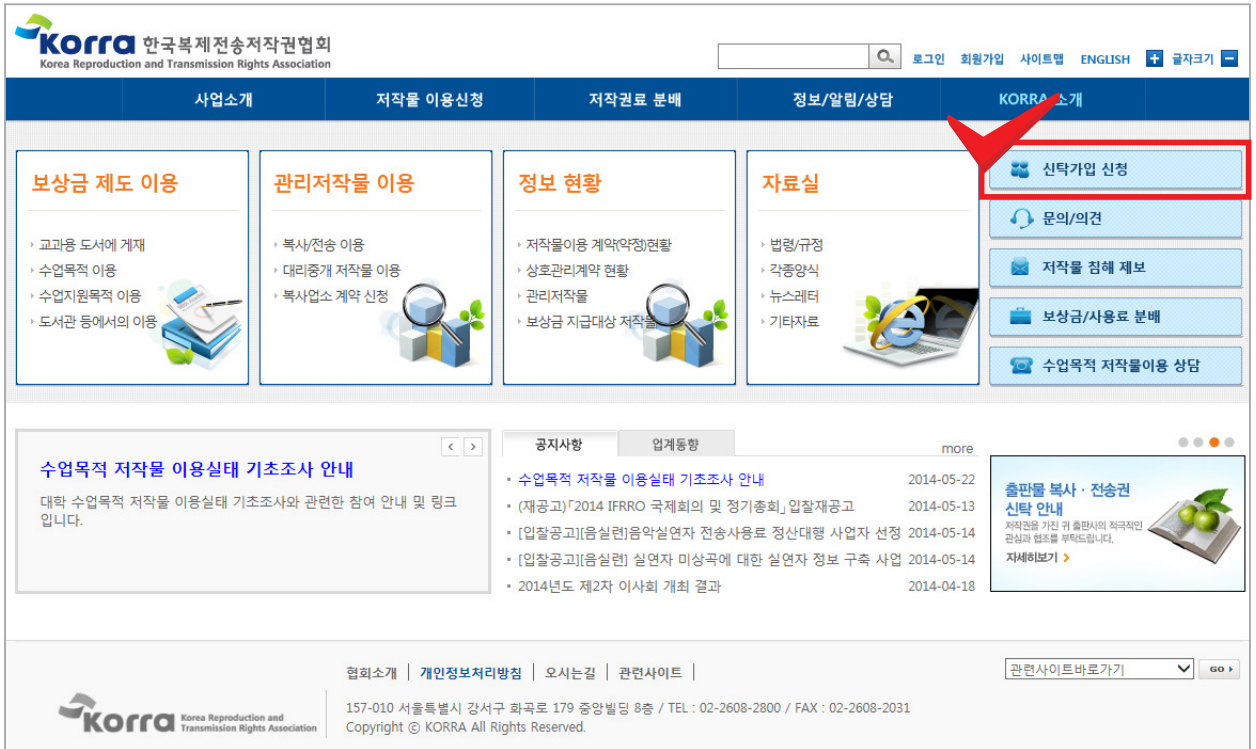 Korra 한국복제전송저작권협회
Korea Reproduction and Transmission Rights Association
로그인 회원가입 사이트맵 ENGLISH + 글자크기 -
사업소개 저작물 이용신청 저작권료 분배 정보/알림/상담 KORRA 소개
보상금 제도 이용
교과용 도서에 게재
수업목적 이용
수업지원목적 이용
도서관 등에서의 이용
관리저작물 이용
복사/전송 이용
대리중개 저작물 이용
복사업소 계약 신청
정보 현황
저작물이용 계약(약정)현황
상호관리계약 현황
관리저작물
보상금 지급대상 저작물
자료실
법령/규정
각종양식
뉴스레터
기타자료
신탁가입 신청
문의/의견
저작물 침해 제보
보상금/사용료 분배
수업목적 저작물이용 상담
수업목적 저작물 이용실태 기초조사 안내
대학 수업목적 저작물 이용실태 기초조사와 관련한 참여 안내 및 링크
입니다.
공지사항 업계동향 more
수업목적 저작물 이용실태 기초조사 안내 2014-05-22
(재공고)「2014 IFRRO 국제회의 및 정기총회」입찰재공고 2014-05-13
[입찰공고][음실련]음악실연자 전송사용료 정산대행 사업자 선정 2014-05-14
[입찰공고][음실련] 실연자 미상곡에 대한 실연자 정보 구축 사업 2014-05-14
2014년도 제2차 이사회 개최 결과 2014-04-18
출판물 복사 · 전송권
신탁 안내
저작권을 가진 귀 출판사의 적극적인
관심과 협조를 부탁드립니다.
자세히보기 >
협회소개 | 개인정보처리방침 | 오시는길 | 관련사이트 |
관련사이트바로가기 GO
Korra Korea Reproduction and
Transmission Rights Association
157-010 서울특별시 강서구 화곡로 179 중앙빌딩 8층 / TEL : 02-2608-2800 / FAX : 02-2608-2031
Copyright ⓒ KORRA All Rights Reserved.